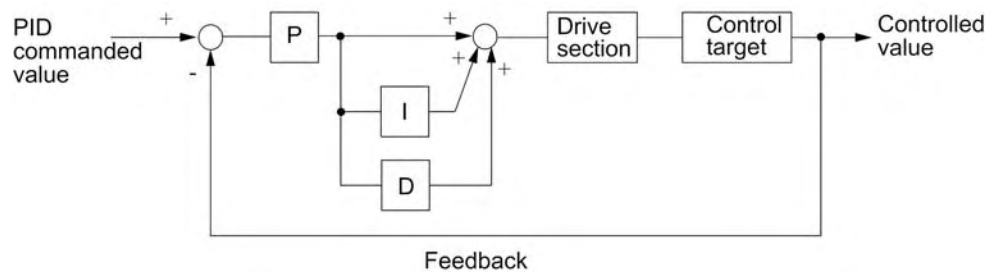 PID
commanded
value
+
-
P
+
+
+
I
D
Drive
section
Control
target
Controlled
value
Feedback